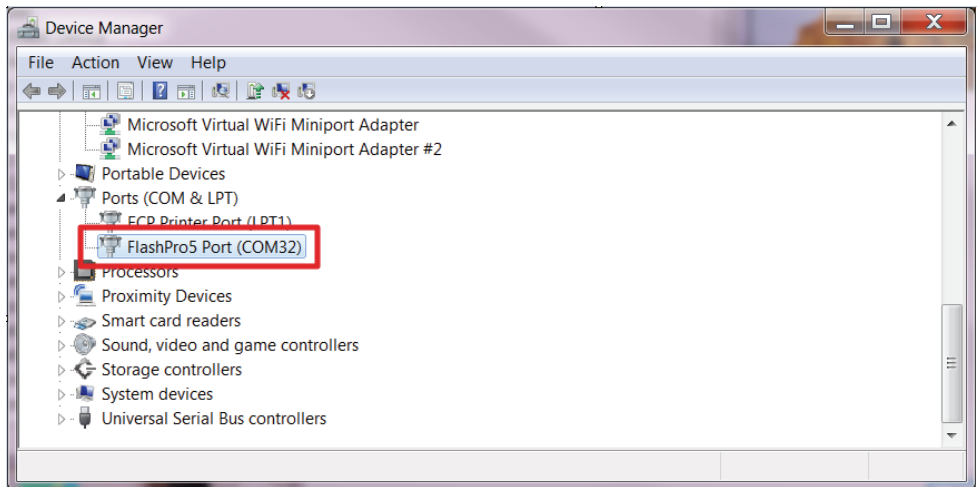 Device Manager
File Action View Help
Microsoft Virtual WiFi Miniport Adapter
Microsoft Virtual WiFi Miniport Adapter #2
Portable Devices
Ports (COM & LPT)
ECP Printer Port (LPT1)
FlashPro5 Port (COM32)
Processors
Proximity Devices
Smart card readers
Sound, video and game controllers
Storage controllers
System devices
Universal Serial Bus controllers